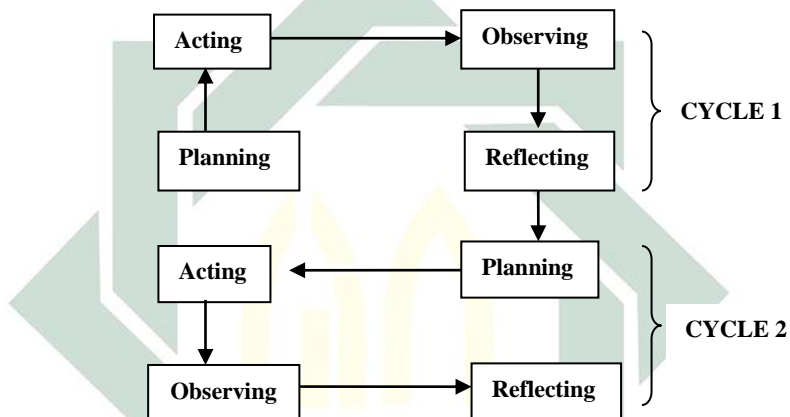 Acting
Observing
CYCLE 1
Planning
Reflecting
Acting
Planning
CYCLE 2
Observing
Reflecting